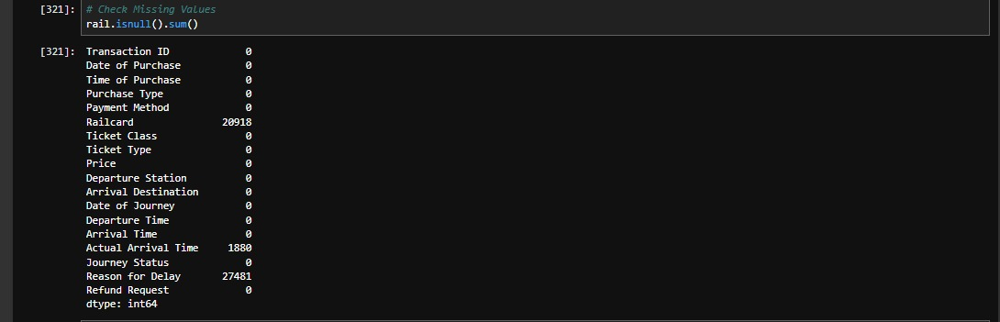 [321]: # Check Missing Values
rail.isnull().sum()
[321]: Transaction ID 0
Date of Purchase 0
Time of Purchase 0
Purchase Type 0
Payment Method 0
Railcard 20918
Ticket Class 0
Ticket Type 0
Price 0
Departure Station 0
Arrival Destination 0
Date of Journey 0
Departure Time 0
Arrival Time 0
Actual Arrival Time 1880
Journey Status 0
Reason for Delay 27481
Refund Request 0
dtype: int64